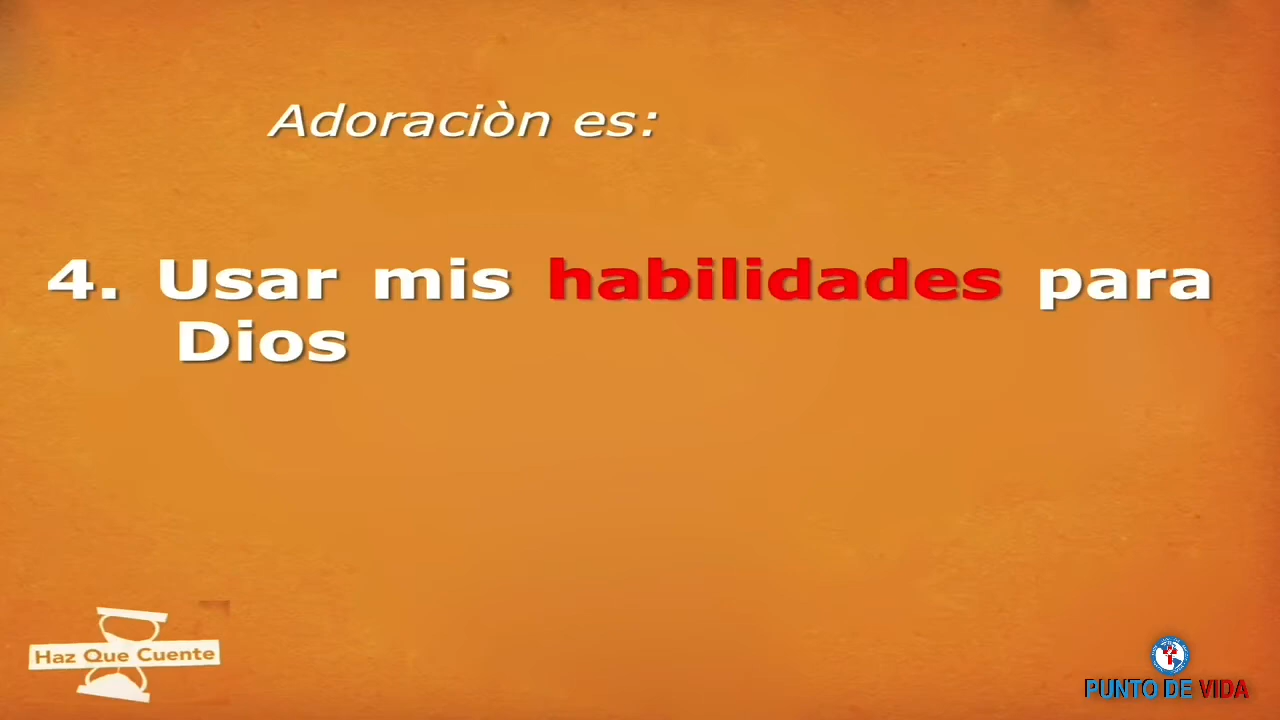 Adoraciòn es:
4. Usar mis habilidades para
Dios
Haz Que Cuente
PUNTO DE VIDA